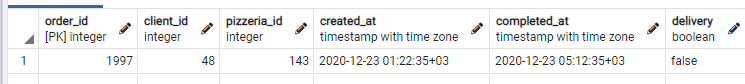 order_id client_id pizzeria_id created_at completed_at delivery
[PK] integer integer integer timestamp with time zone timestamp with time zone boolean
1 1997 48 143 2020-12-23 01:22:35+03 2020-12-23 05:12:35+03 false